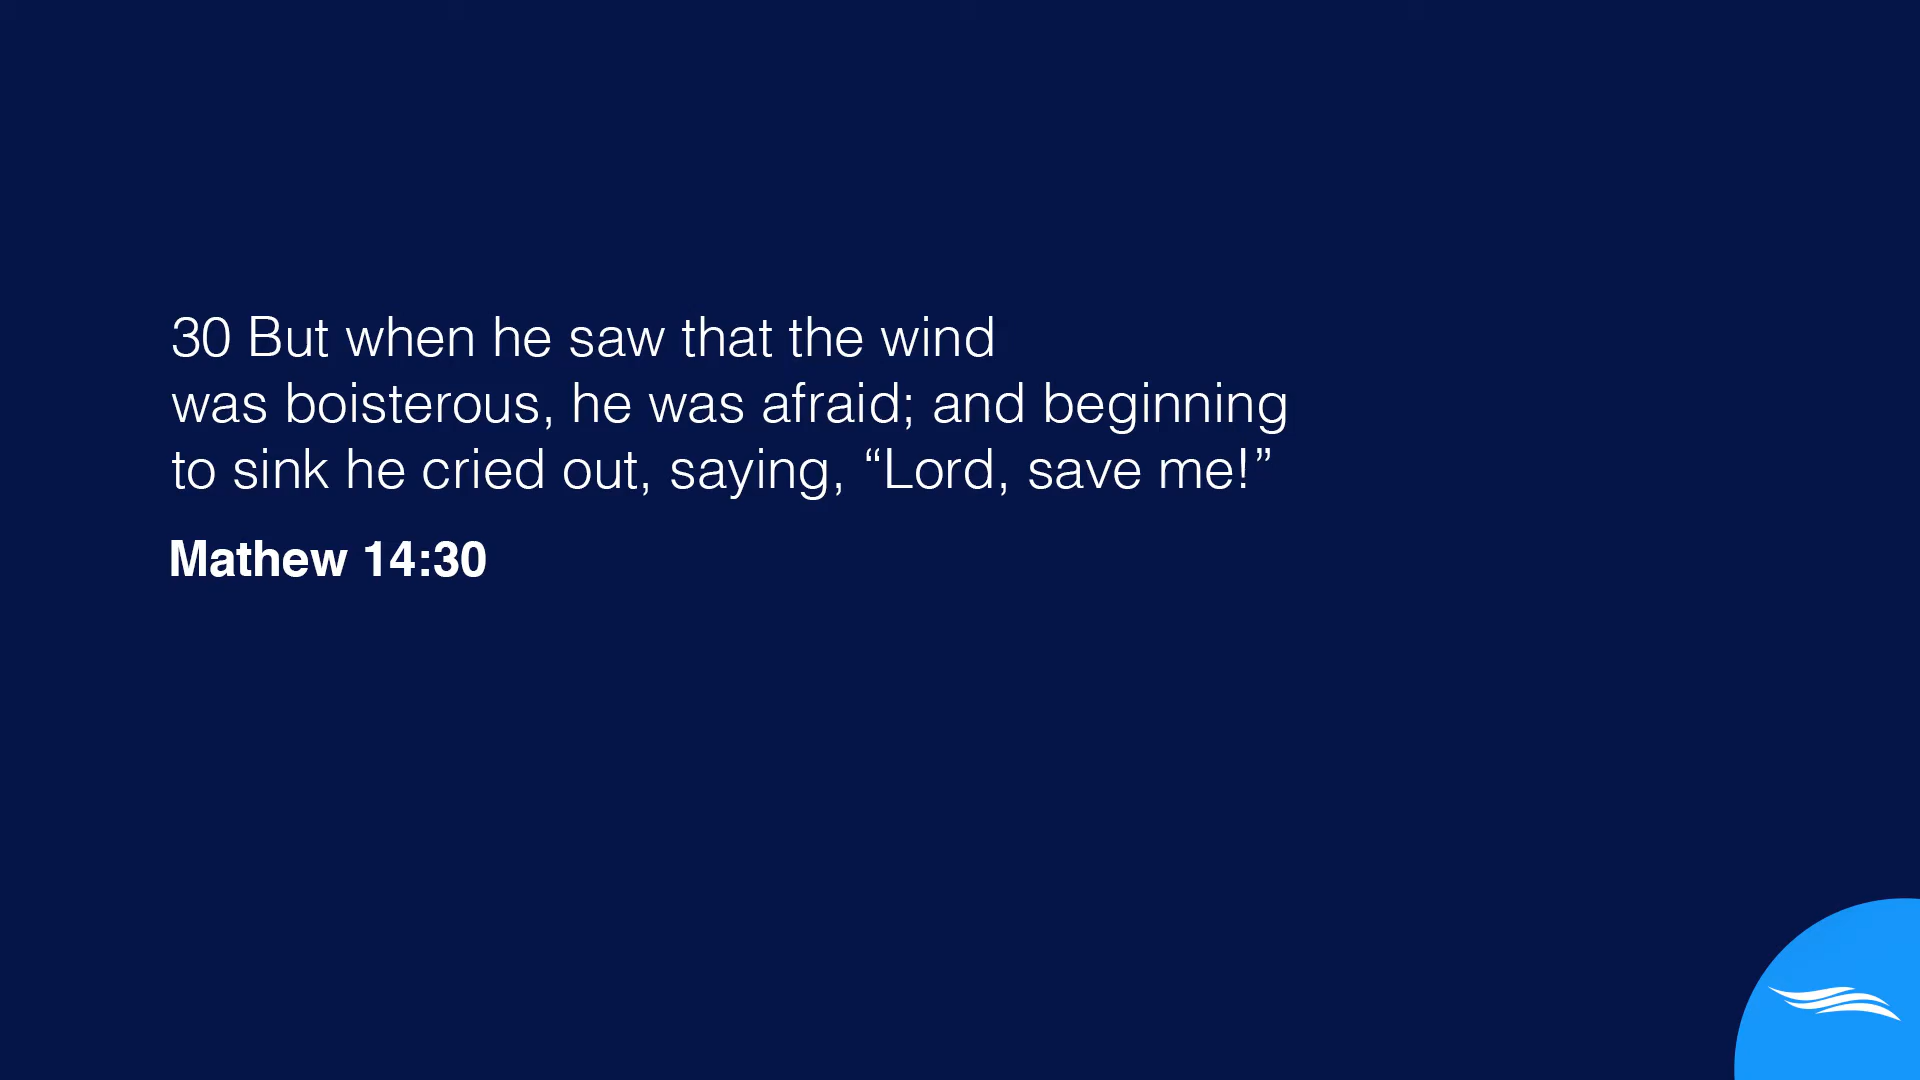 30 But when he saw that the wind
was boisterous, he was afraid; and beginning
to sink he cried out, saying, “Lord, save me!”
Mathew 14:30